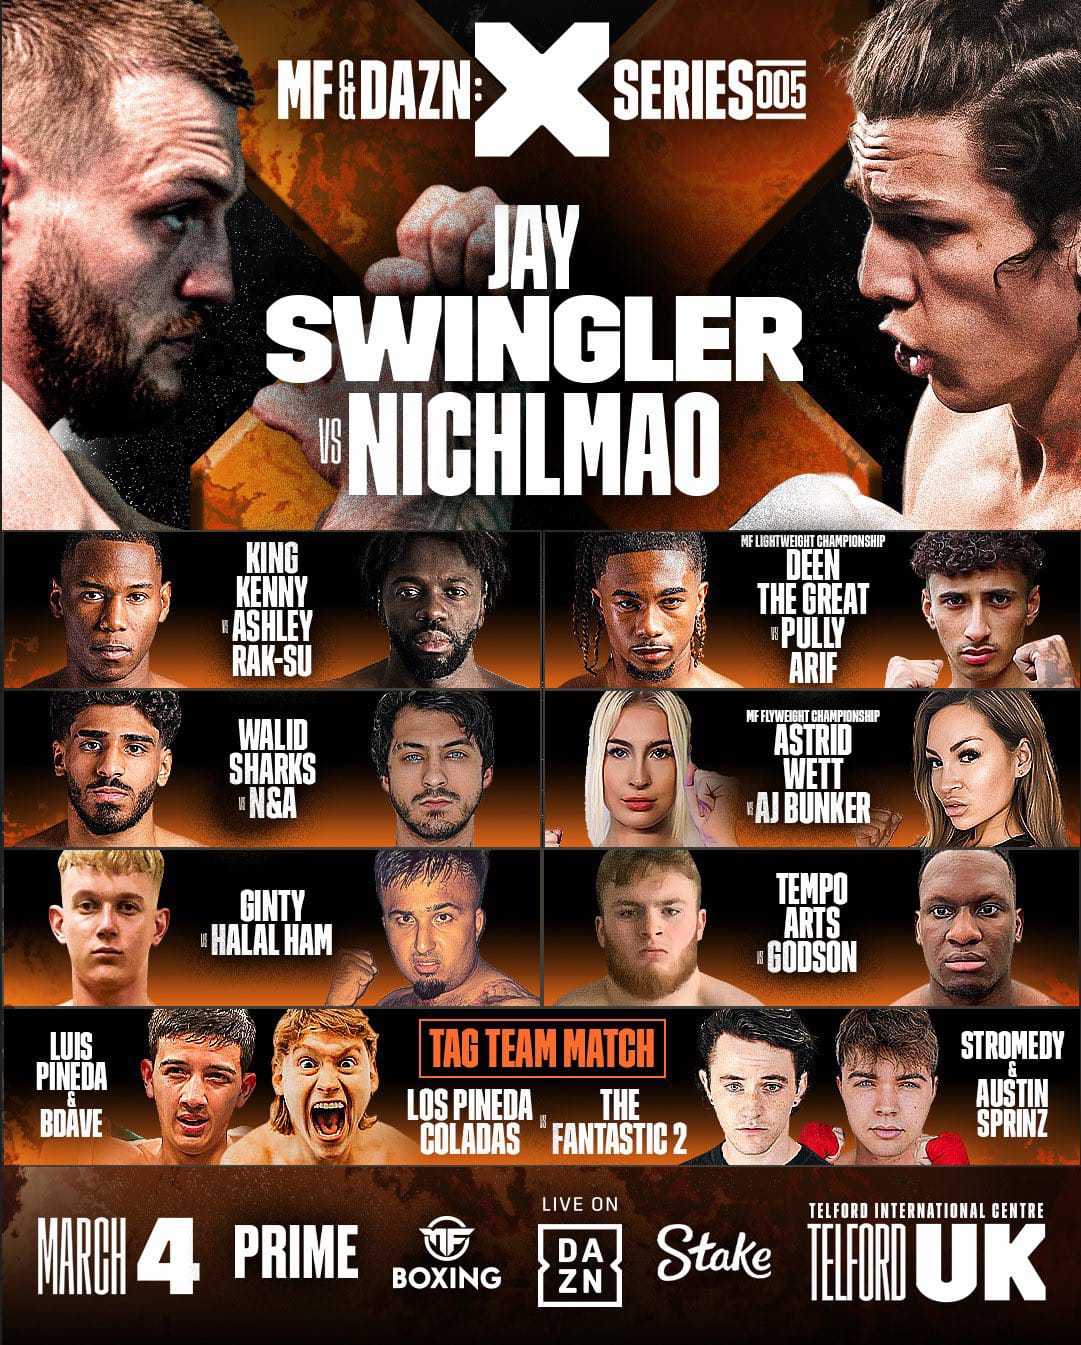 MF & DAZN: X SERIES 005
JAY
SWINGLER
VS NICHLMAO
KING
KENNY
VS ASHLEY
RAK-SU
MF LIGHTWEIGHT CHAMPIONSHIP
DEEN
THE GREAT
VS PULLY
ARIF
WALID
SHARKS
VS N&A
MF FLYWEIGHT CHAMPIONSHIP
ASTRID
WETT
VS AJ BUNKER
GINTY
VS HALAL HAM
TEMPO
ARTS
VS GODSON
LUIS
PINEDA
&
BDAVE
TAG TEAM MATCH
LOS PINEDA
COLADAS
VS
THE
FANTASTIC 2
STROMEDY
&
AUSTIN
SPRINZ
MARCH 4
PRIME
BOXING
LIVE ON
DA
ZN
Stake
TELFORD INTERNATIONAL CENTRE
TELFORD UK